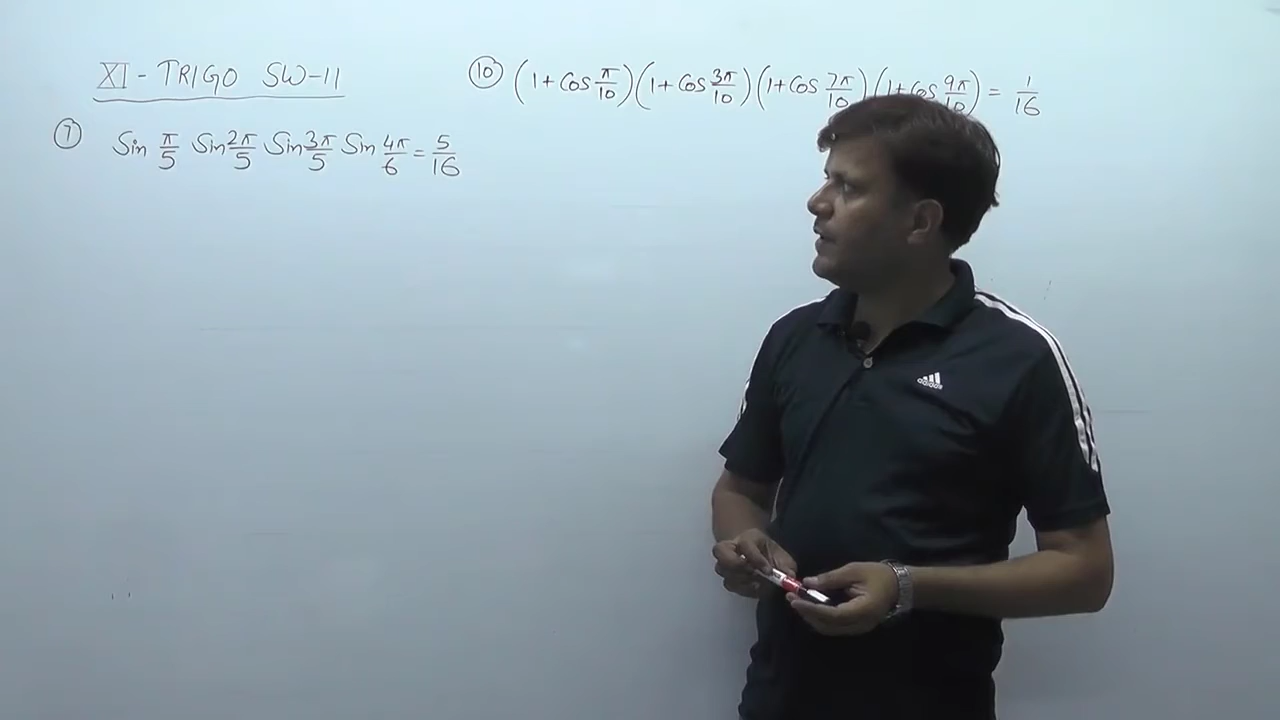 XI - TRIGO SW-11
⑦ Sin π/5 Sin 2π/5 Sin 3π/5 Sin 4π/6 = 5/16
⑩ (1 + Cos π/10)(1 + Cos 3π/10)(1 + Cos 7π/10)(1 + Cos 9π/10) = 1/16
adidas